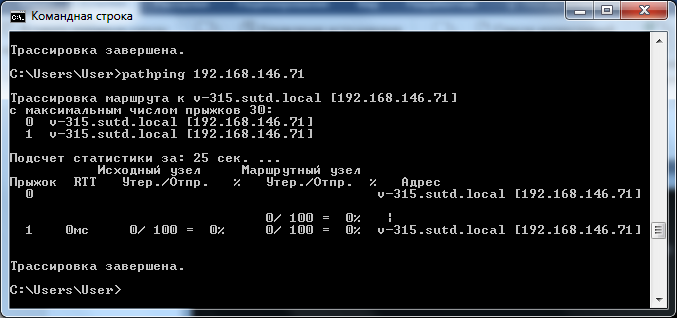 Командная строка
Трассировка завершена.
C:\Users\User>pathping 192.168.146.71
Трассировка маршрута к v-315.sutd.local [192.168.146.71]
с максимальным числом прыжков 30:
0 v-315.sutd.local [192.168.146.71]
1 v-315.sutd.local [192.168.146.71]
Подсчет статистики за: 25 сек. ...
Исходный узел Маршрутный узел
Прыжок RTT Утер./Отпр. % Утер./Отпр. % Адрес
0 v-315.sutd.local [192.168.146.71]
0/ 100 = 0% ¦
1 0мс 0/ 100 = 0% 0/ 100 = 0% v-315.sutd.local [192.168.146.71]
Трассировка завершена.
C:\Users\User>